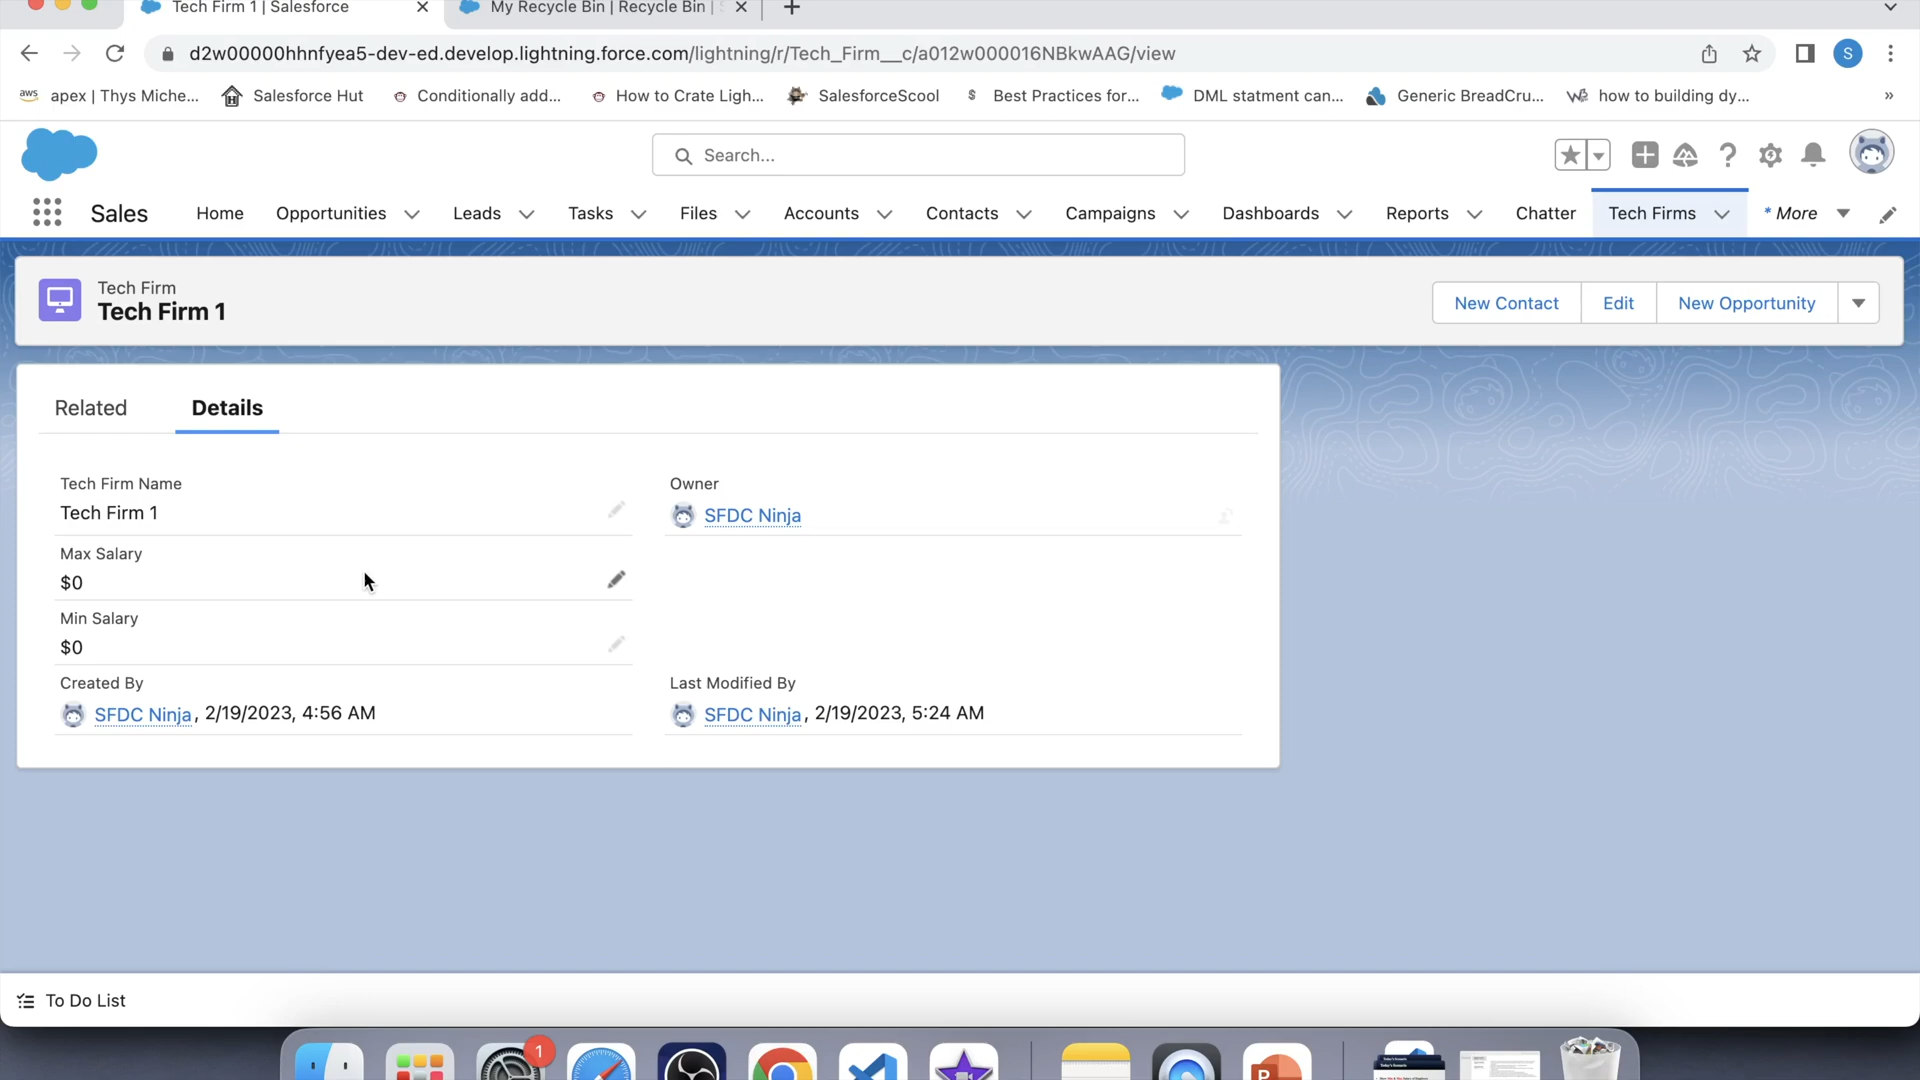 Tech Firm 1 | Salesforce
My Recycle Bin | Recycle Bin |
d2w00000hhnfyea5-dev-ed.develop.lightning.force.com/lightning/r/Tech_Firm__c/a012w000016NBkwAAG/view
S
aws apex | Thys Miche...
Salesforce Hut
Conditionally add...
How to Crate Ligh...
SalesforceScool
Best Practices for...
DML statment can...
Generic BreadCru...
how to building dy...
»
Search...
Sales
Home
Opportunities
Leads
Tasks
Files
Accounts
Contacts
Campaigns
Dashboards
Reports
Chatter
Tech Firms
* More
Tech Firm
Tech Firm 1
New Contact
Edit
New Opportunity
Related
Details
Tech Firm Name
Tech Firm 1
Owner
SFDC Ninja
Max Salary
$0
Min Salary
$0
Created By
SFDC Ninja, 2/19/2023, 4:56 AM
Last Modified By
SFDC Ninja, 2/19/2023, 5:24 AM
To Do List
1